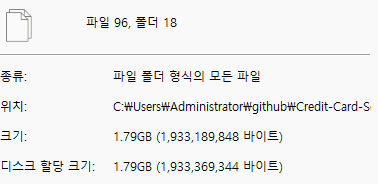 파일 96, 폴더 18
종류: 파일 폴더 형식의 모든 파일
위치: C:₩Users₩Administrator₩github₩Credit-Card-Se
크기: 1.79GB (1,933,189,848 바이트)
디스크 할당 크기: 1.79GB (1,933,369,344 바이트)